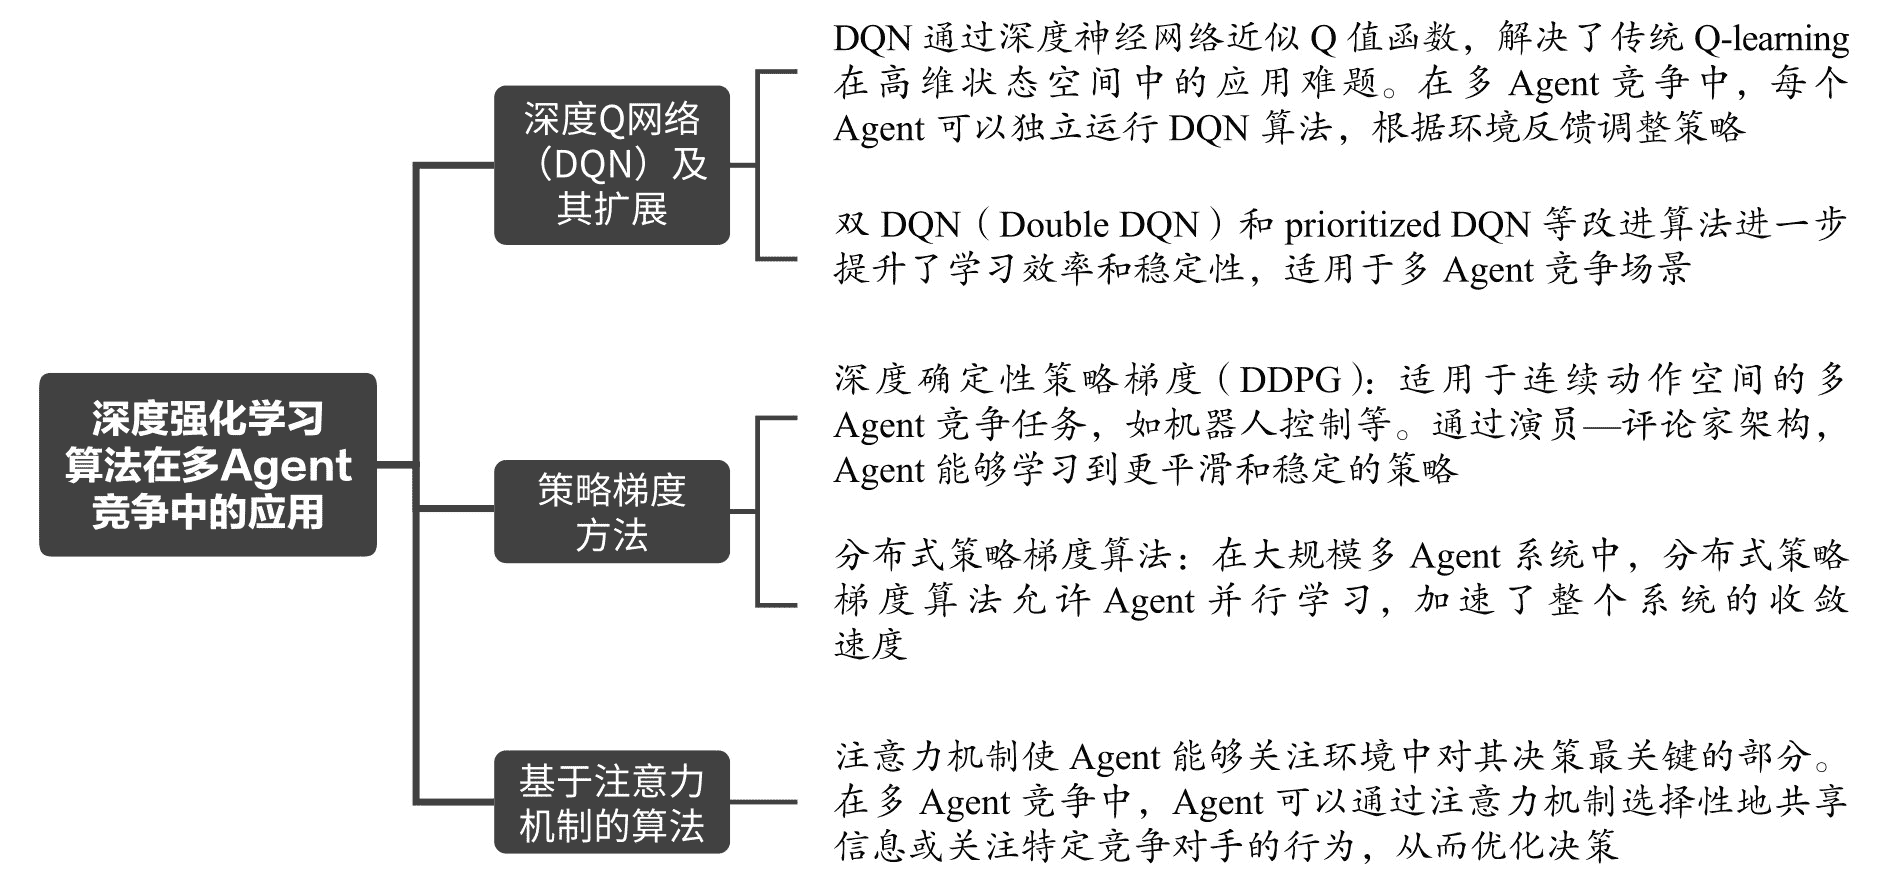 深度强化学习
算法在多Agent
竞争中的应用
深度Q网络
（DQN）及
其扩展
DQN 通过深度神经网络近似 Q 值函数，解决了传统 Q-learning
在高维状态空间中的应用难题。在多 Agent 竞争中，每个
Agent 可以独立运行 DQN 算法，根据环境反馈调整策略
双 DQN（Double DQN）和 prioritized DQN 等改进算法进一步
提升了学习效率和稳定性，适用于多 Agent 竞争场景
策略梯度
方法
深度确定性策略梯度（DDPG）：适用于连续动作空间的多
Agent 竞争任务，如机器人控制等。通过演员—评论家架构，
Agent 能够学习到更平滑和稳定的策略
分布式策略梯度算法：在大规模多 Agent 系统中，分布式策略
梯度算法允许 Agent 并行学习，加速了整个系统的收敛
速度
基于注意力
机制的算法
注意力机制使 Agent 能够关注环境中对其决策最关键的部分。
在多 Agent 竞争中，Agent 可以通过注意力机制选择性地共享
信息或关注特定竞争对手的行为，从而优化决策